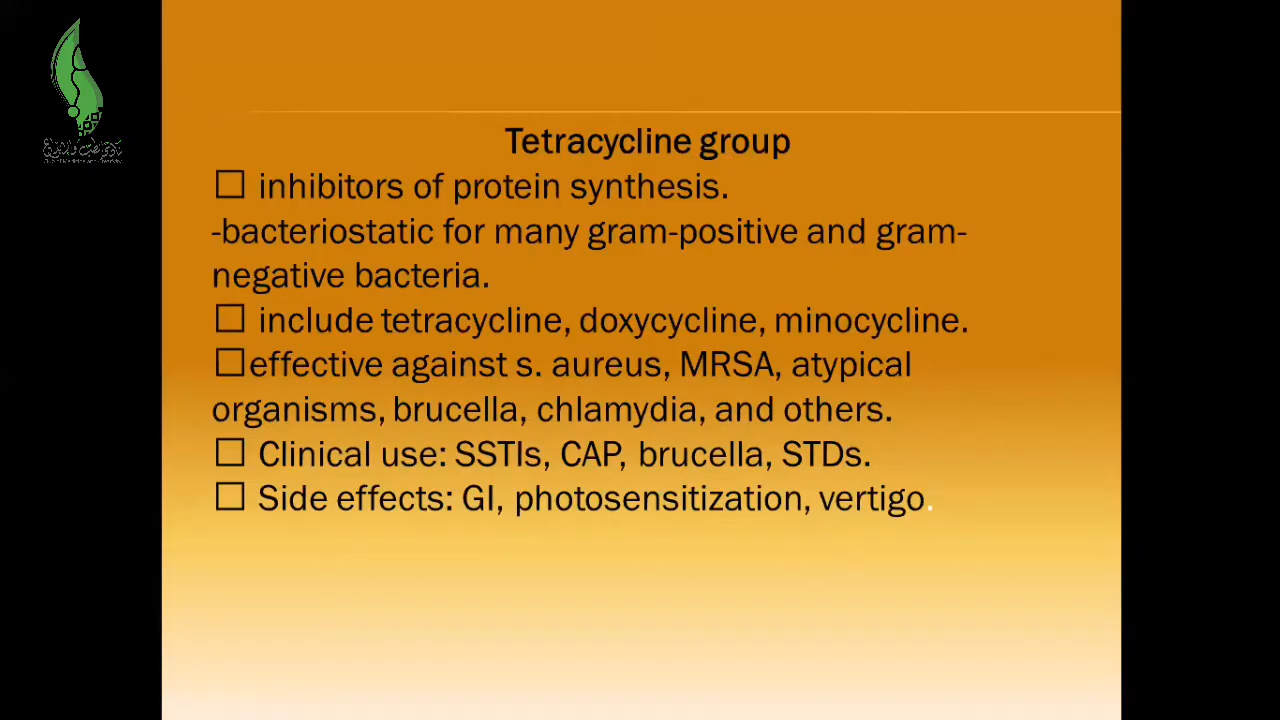 Tetracycline group
☐ inhibitors of protein synthesis.
-bacteriostatic for many gram-positive and gram-
negative bacteria.
☐ include tetracycline, doxycycline, minocycline.
☐effective against s. aureus, MRSA, atypical
organisms, brucella, chlamydia, and others.
☐ Clinical use: SSTIs, CAP, brucella, STDs.
☐ Side effects: GI, photosensitization, vertigo.